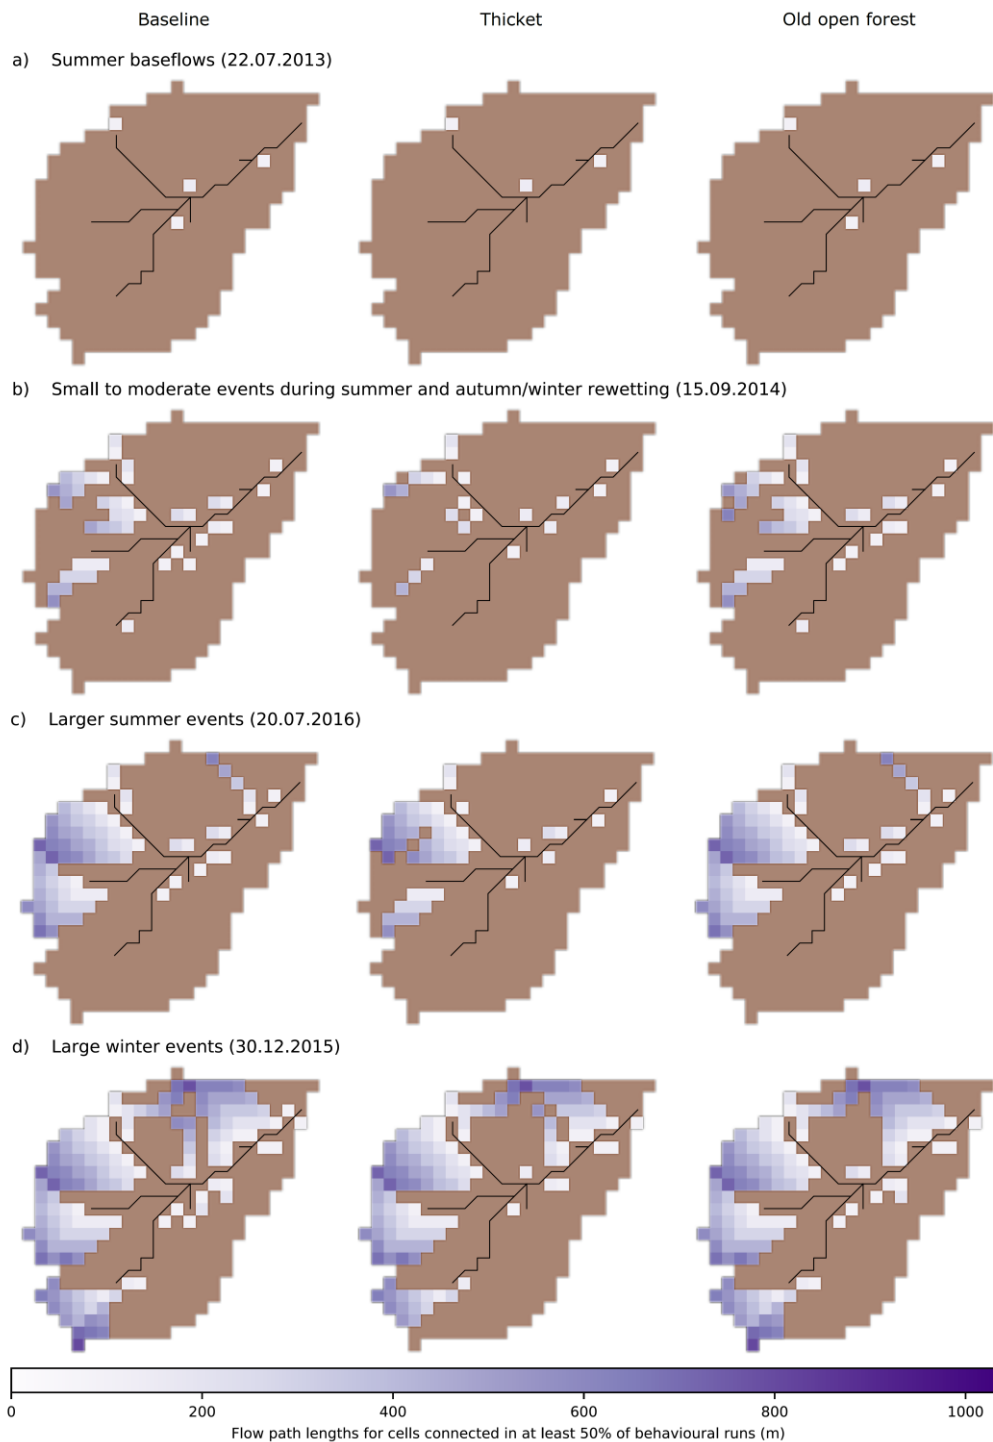 Baseline Thicket Old open forest
a) Summer baseflows (22.07.2013)
b) Small to moderate events during summer and autumn/winter rewetting (15.09.2014)
c) Larger summer events (20.07.2016)
d) Large winter events (30.12.2015)
0 200 400 600 800 1000
Flow path lengths for cells connected in at least 50% of behavioural runs (m)